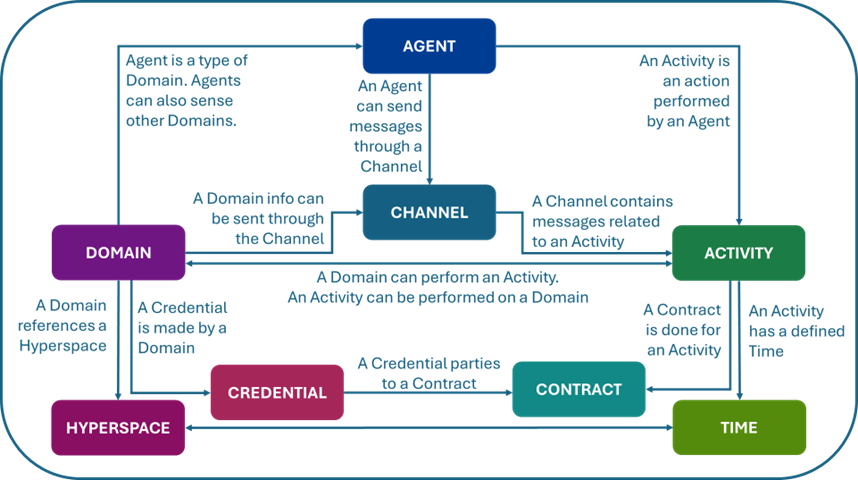 AGENT
Agent is a type of
Domain. Agents
can also sense
other Domains.
An Agent
can send
messages
through a
Channel
An Activity is
an action
performed
by an Agent
A Domain info can
be sent through
the Channel
CHANNEL
A Channel contains
messages related
to an Activity
DOMAIN
ACTIVITY
A Domain can perform an Activity.
An Activity can be performed on a Domain
A Domain
references a
Hyperspace
A Credential
is made by a
Domain
A Contract
is done for
an Activity
An Activity
has a defined
Time
A Credential parties
to a Contract
CREDENTIAL
CONTRACT
HYPERSPACE
TIME